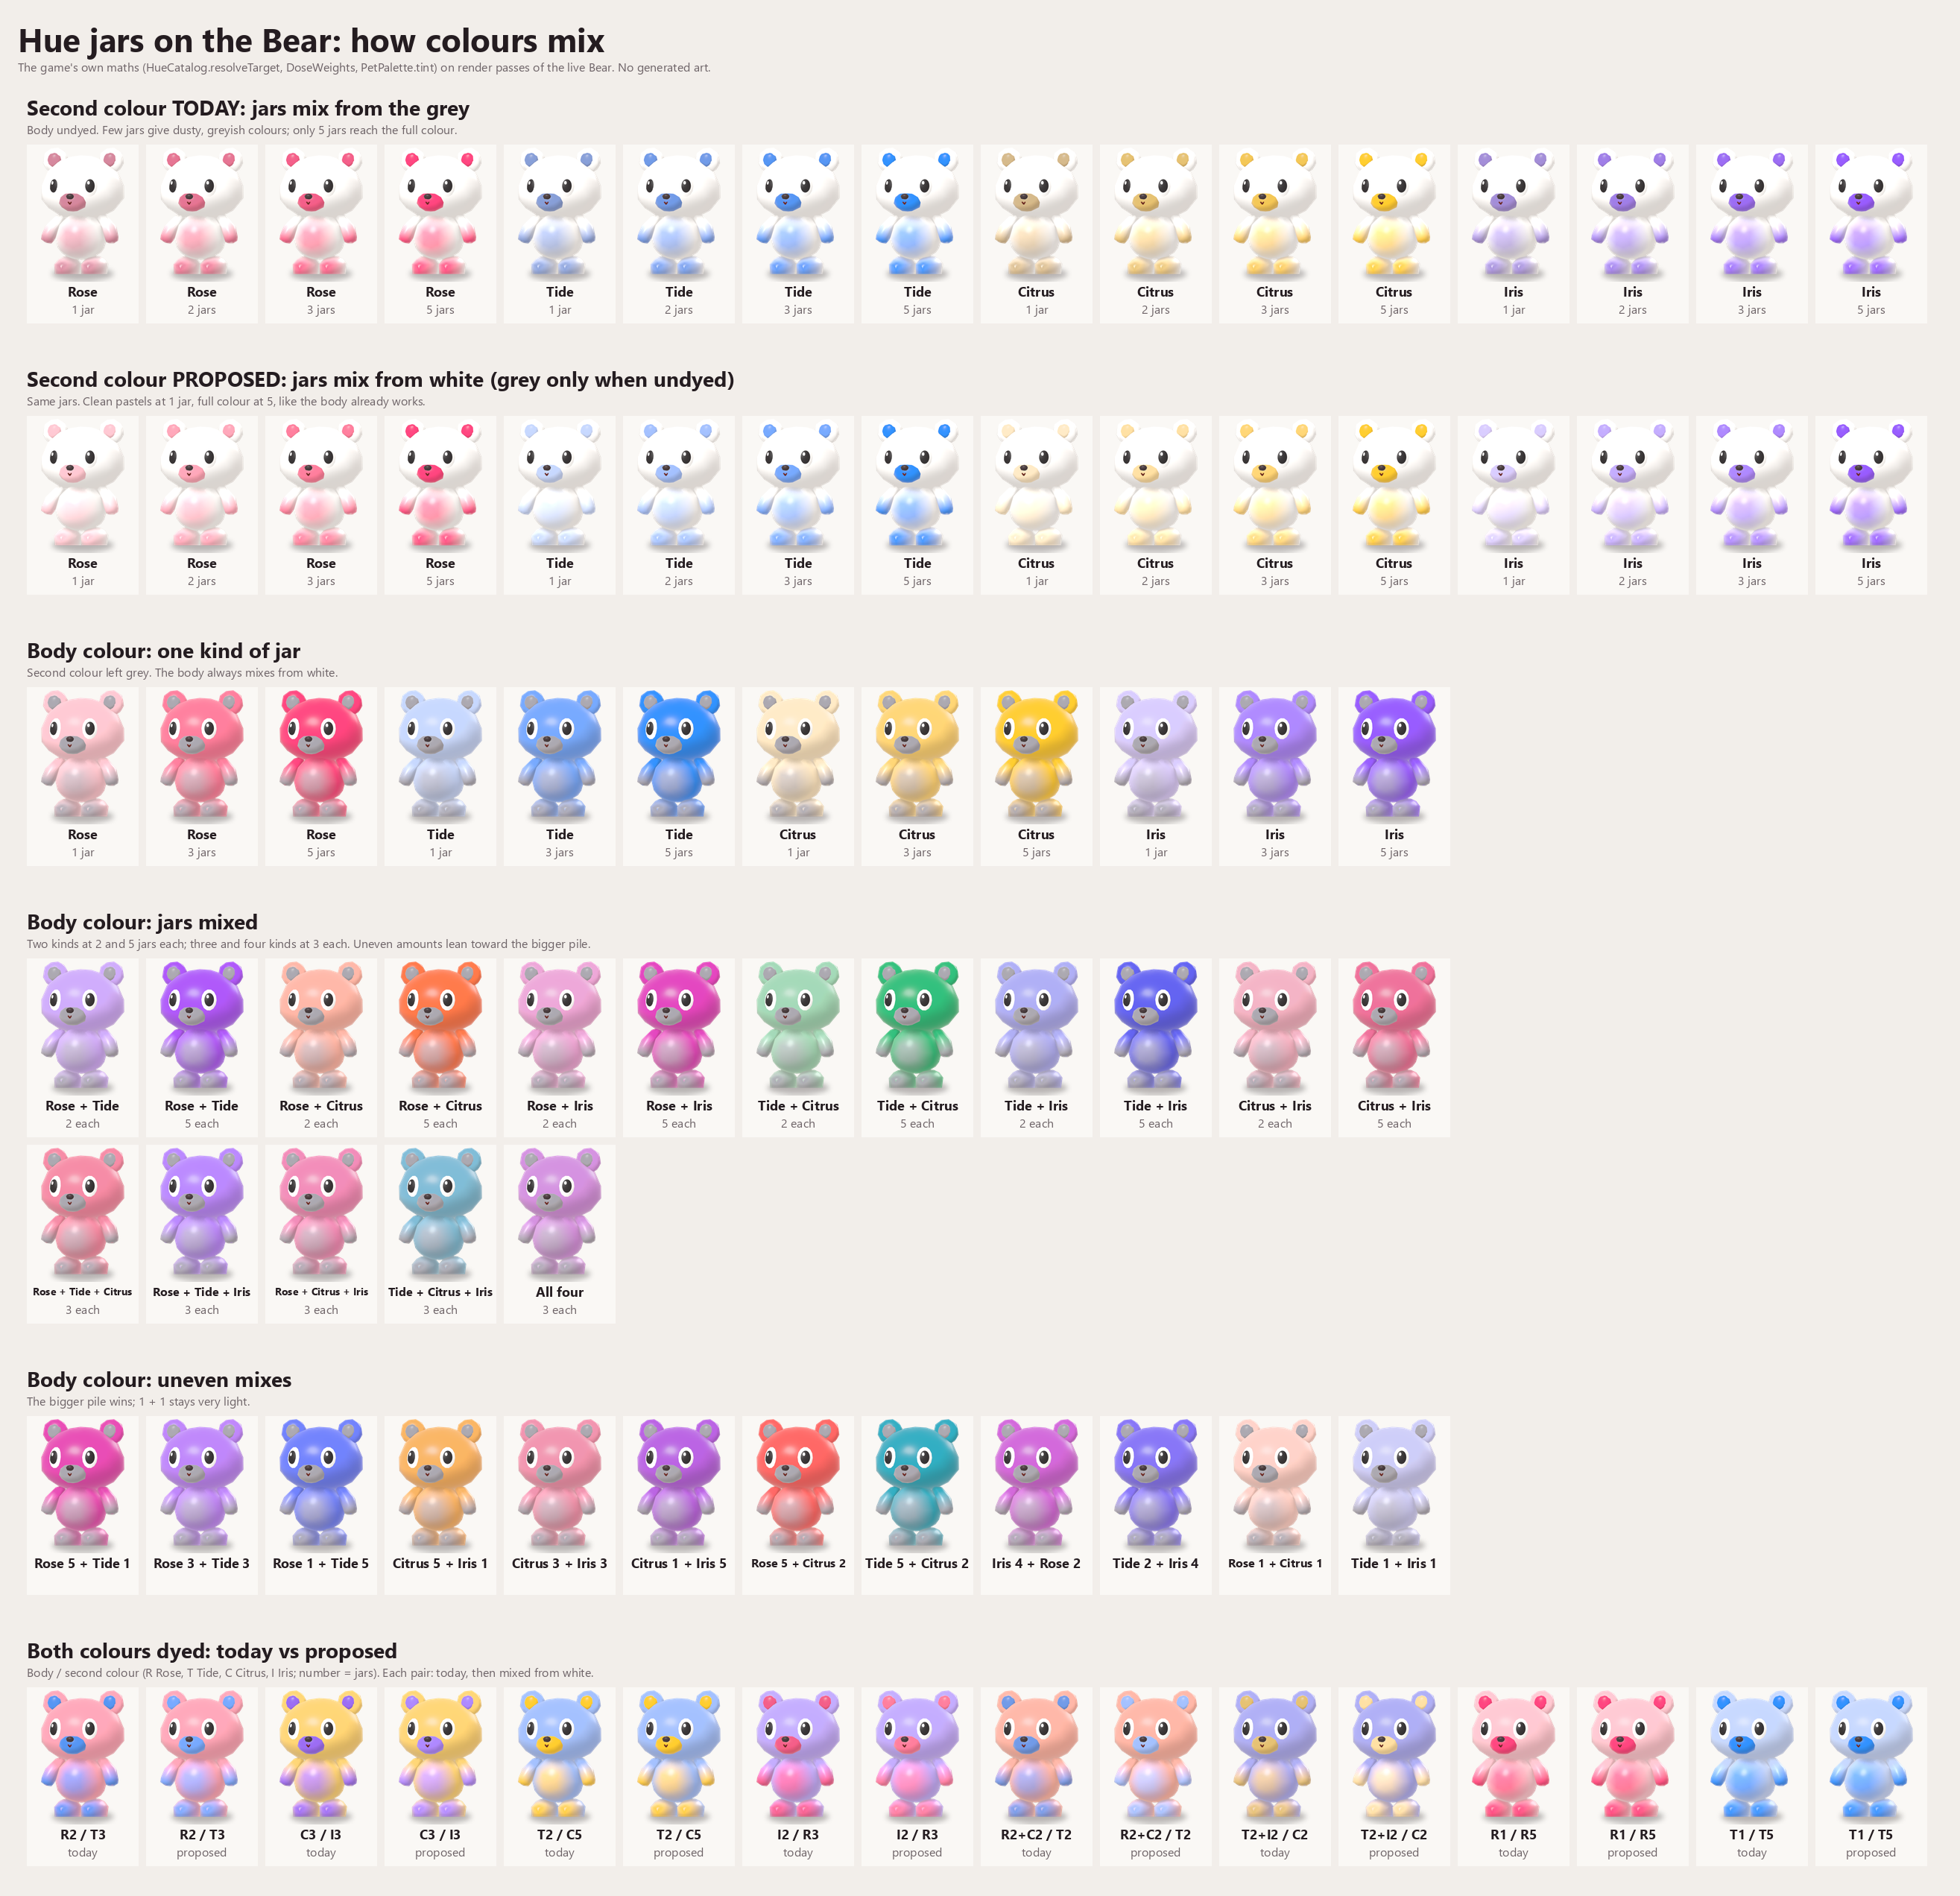 Hue jars on the Bear: how colours mix
The game's own maths (HueCatalog.resolveTarget, DoseWeights, PetPalette.tint) on render passes of the live Bear. No generated art.
Second colour TODAY: jars mix from the grey
Body undyed. Few jars give dusty, greyish colours; only 5 jars reach the full colour.
Rose Rose Rose Rose Tide Tide Tide Tide Citrus Citrus Citrus Citrus Iris Iris Iris Iris
1 jar 2 jars 3 jars 5 jars 1 jar 2 jars 3 jars 5 jars 1 jar 2 jars 3 jars 5 jars 1 jar 2 jars 3 jars 5 jars
Second colour PROPOSED: jars mix from white (grey only when undyed)
Same jars. Clean pastels at 1 jar, full colour at 5, like the body already works.
Rose Rose Rose Rose Tide Tide Tide Tide Citrus Citrus Citrus Citrus Iris Iris Iris Iris
1 jar 2 jars 3 jars 5 jars 1 jar 2 jars 3 jars 5 jars 1 jar 2 jars 3 jars 5 jars 1 jar 2 jars 3 jars 5 jars
Body colour: one kind of jar
Second colour left grey. The body always mixes from white.
Rose Rose Rose Tide Tide Tide Citrus Citrus Citrus Iris Iris Iris
1 jar 3 jars 5 jars 1 jar 3 jars 5 jars 1 jar 3 jars 5 jars 1 jar 3 jars 5 jars
Body colour: jars mixed
Two kinds at 2 and 5 jars each; three and four kinds at 3 each. Uneven amounts lean toward the bigger pile.
Rose + Tide Rose + Tide Rose + Citrus Rose + Citrus Rose + Iris Rose + Iris Tide + Citrus Tide + Citrus Tide + Iris Tide + Iris Citrus + Iris Citrus + Iris
2 each 5 each 2 each 5 each 2 each 5 each 2 each 5 each 2 each 5 each 2 each 5 each
Rose + Tide + Citrus Rose + Tide + Iris Rose + Citrus + Iris Tide + Citrus + Iris All four
3 each 3 each 3 each 3 each 3 each
Body colour: uneven mixes
The bigger pile wins; 1 + 1 stays very light.
Rose 5 + Tide 1 Rose 3 + Tide 3 Rose 1 + Tide 5 Citrus 5 + Iris 1 Citrus 3 + Iris 3 Citrus 1 + Iris 5 Rose 5 + Citrus 2 Tide 5 + Citrus 2 Iris 4 + Rose 2 Tide 2 + Iris 4 Rose 1 + Citrus 1 Tide 1 + Iris 1
Both colours dyed: today vs proposed
Body / second colour (R Rose, T Tide, C Citrus, I Iris; number = jars). Each pair: today, then mixed from white.
R2 / T3 R2 / T3 C3 / I3 C3 / I3 T2 / C5 T2 / C5 I2 / R3 I2 / R3 R2+C2 / T2 R2+C2 / T2 T2+I2 / C2 T2+I2 / C2 R1 / R5 R1 / R5 T1 / T5 T1 / T5
today proposed today proposed today proposed today proposed today proposed today proposed today proposed today proposed